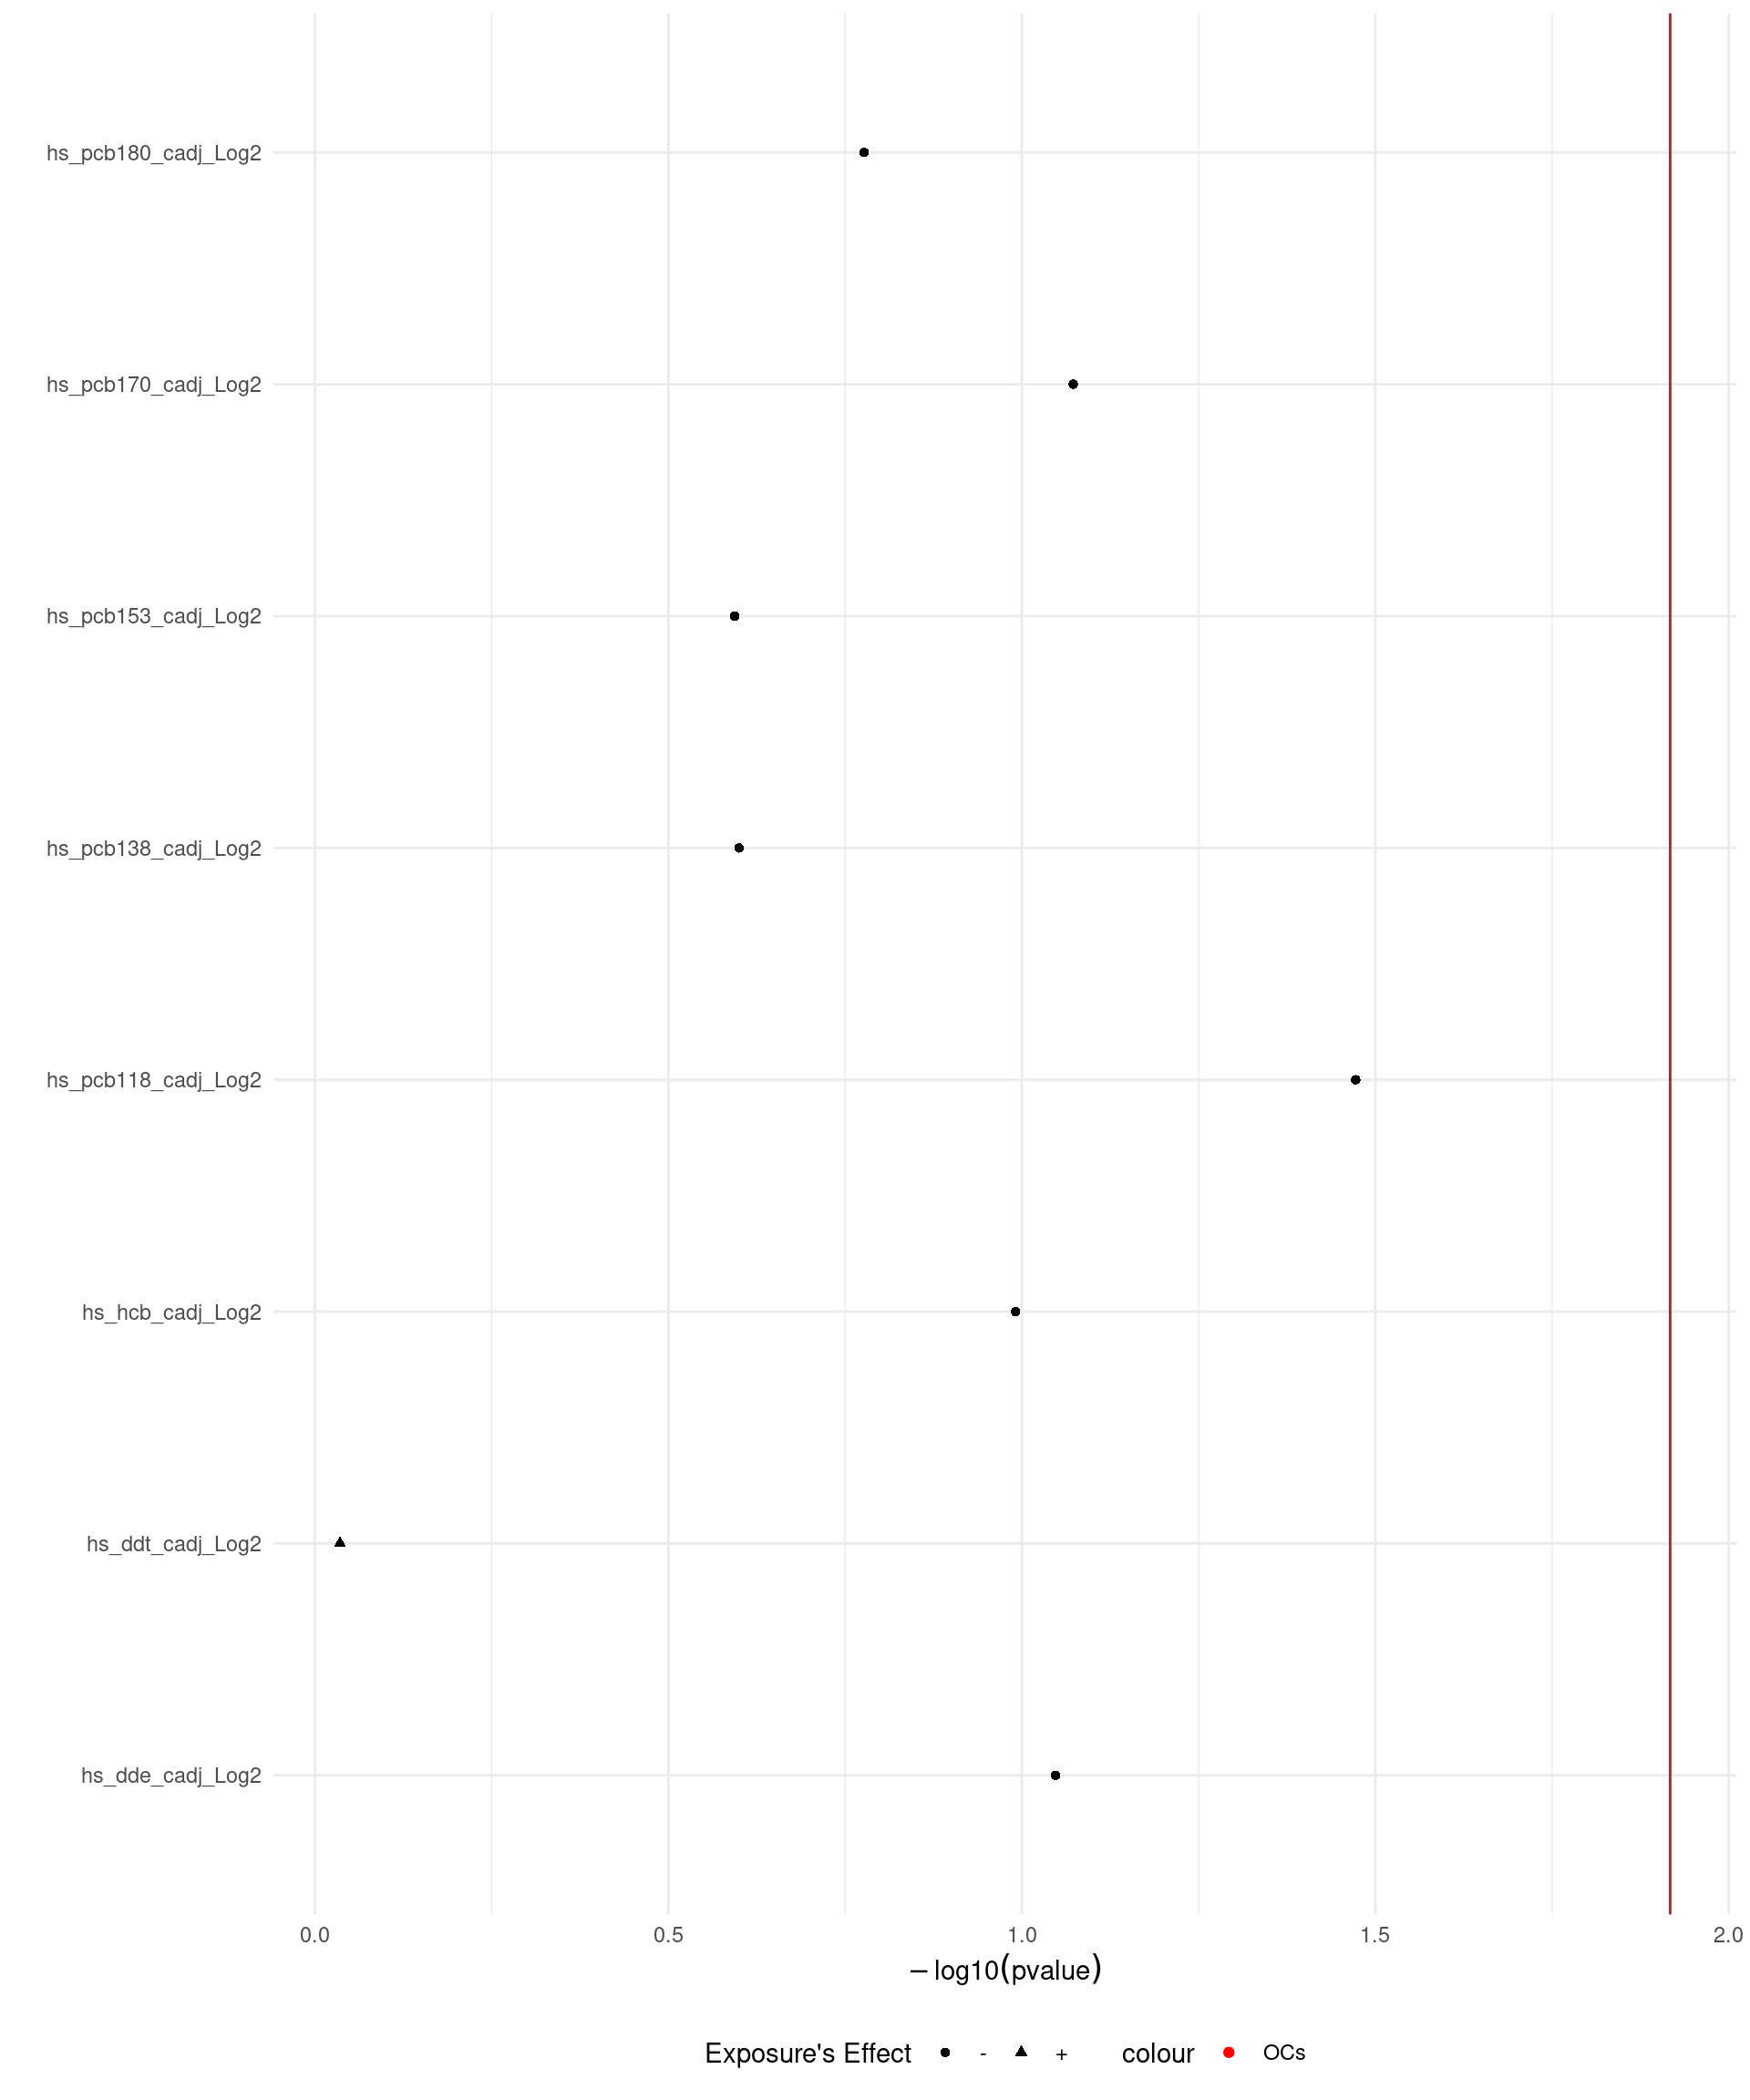 hs_pcb180_cadj_Log2
hs_pcb170_cadj_Log2
hs_pcb153_cadj_Log2
hs_pcb138_cadj_Log2
hs_pcb118_cadj_Log2
hs_hcb_cadj_Log2
hs_ddt_cadj_Log2
hs_dde_cadj_Log2
0.0 0.5 1.0 1.5 2.0
−log10(pvalue)
Exposure's Effect - + colour OCs